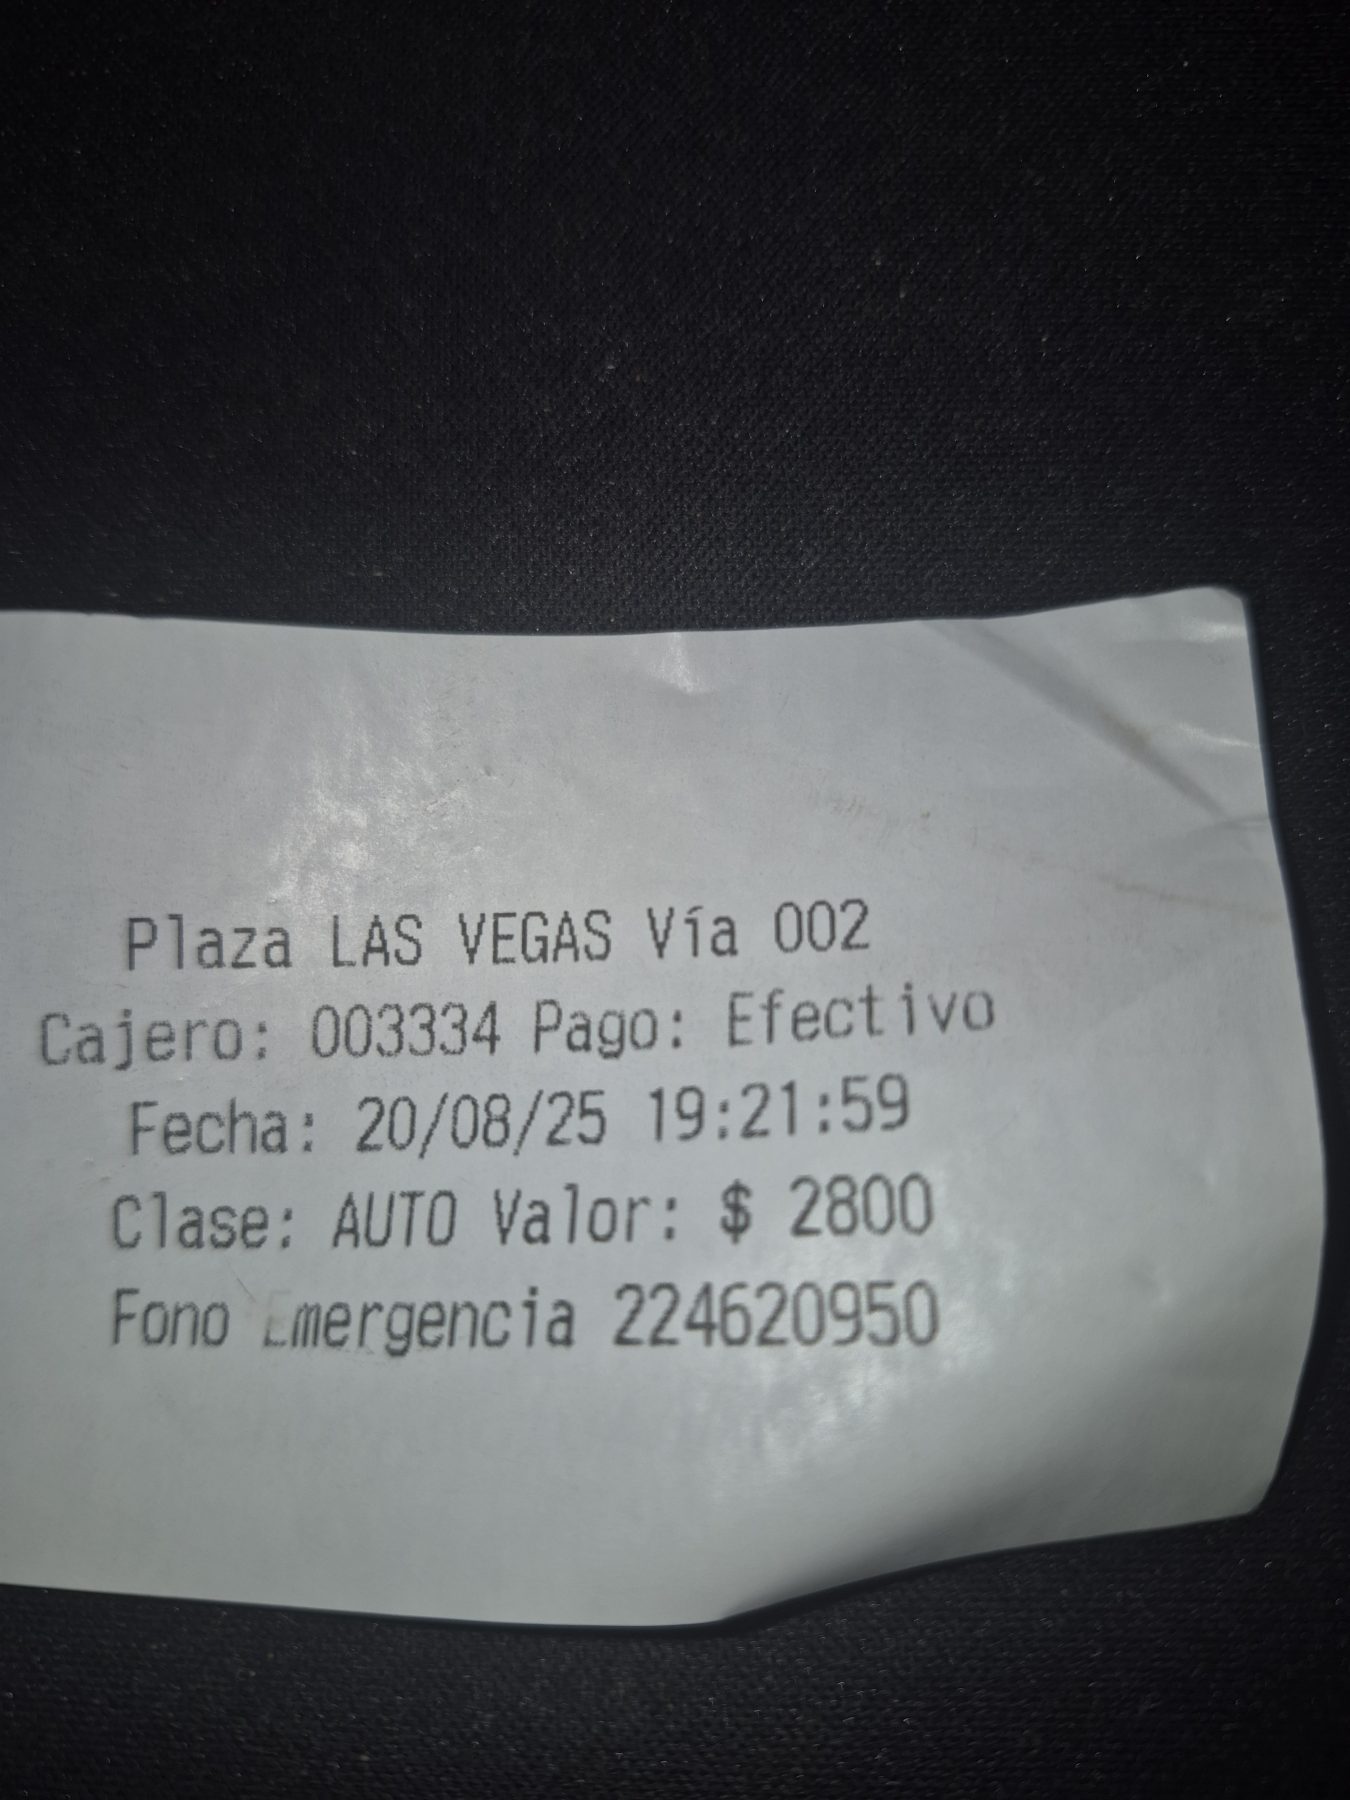 Plaza LAS VEGAS Vía 002
Cajero: 003334 Pago: Efectivo
Fecha: 20/08/25 19:21:59
Clase: AUTO Valor: $ 2800
Fono Emergencia 224620950